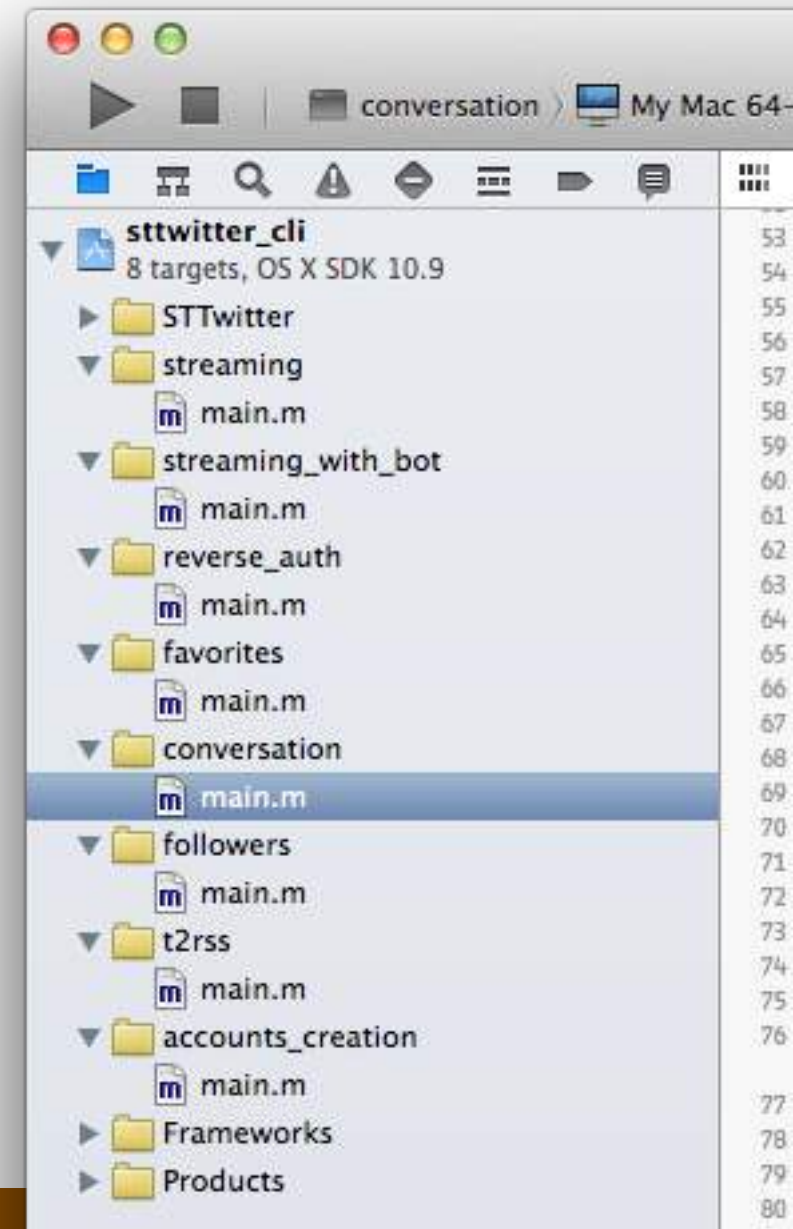 conversation My Mac 64-
sttwitter_cli
8 targets, OS X SDK 10.9
STTwitter
streaming
m main.m
streaming_with_bot
m main.m
reverse_auth
m main.m
favorites
m main.m
conversation
m main.m
followers
m main.m
t2rss
m main.m
accounts_creation
m main.m
Frameworks
Products
53
54
55
56
57
58
59
60
61
62
63
64
65
66
67
68
69
70
71
72
73
74
75
76
77
78
79
80